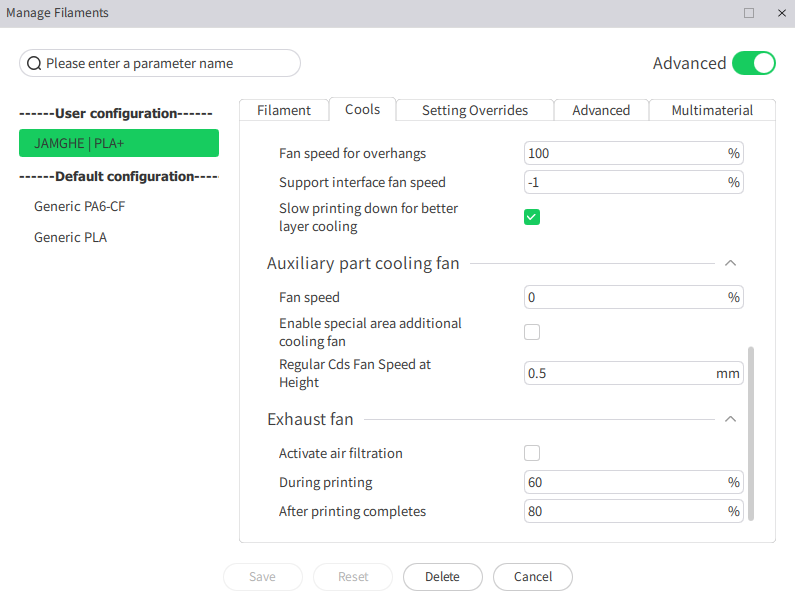 Manage Filaments
Please enter a parameter name
Advanced
------User configuration------
JAMGHE | PLA+
------Default configuration----
Generic PA6-CF
Generic PLA
Filament
Cools
Setting Overrides
Advanced
Multimaterial
Fan speed for overhangs
100 %
Support interface fan speed
-1 %
Slow printing down for better
layer cooling
Auxiliary part cooling fan
Fan speed
0 %
Enable special area additional
cooling fan
Regular Cds Fan Speed at
Height
0.5 mm
Exhaust fan
Activate air filtration
During printing
60 %
After printing completes
80 %
Save
Reset
Delete
Cancel